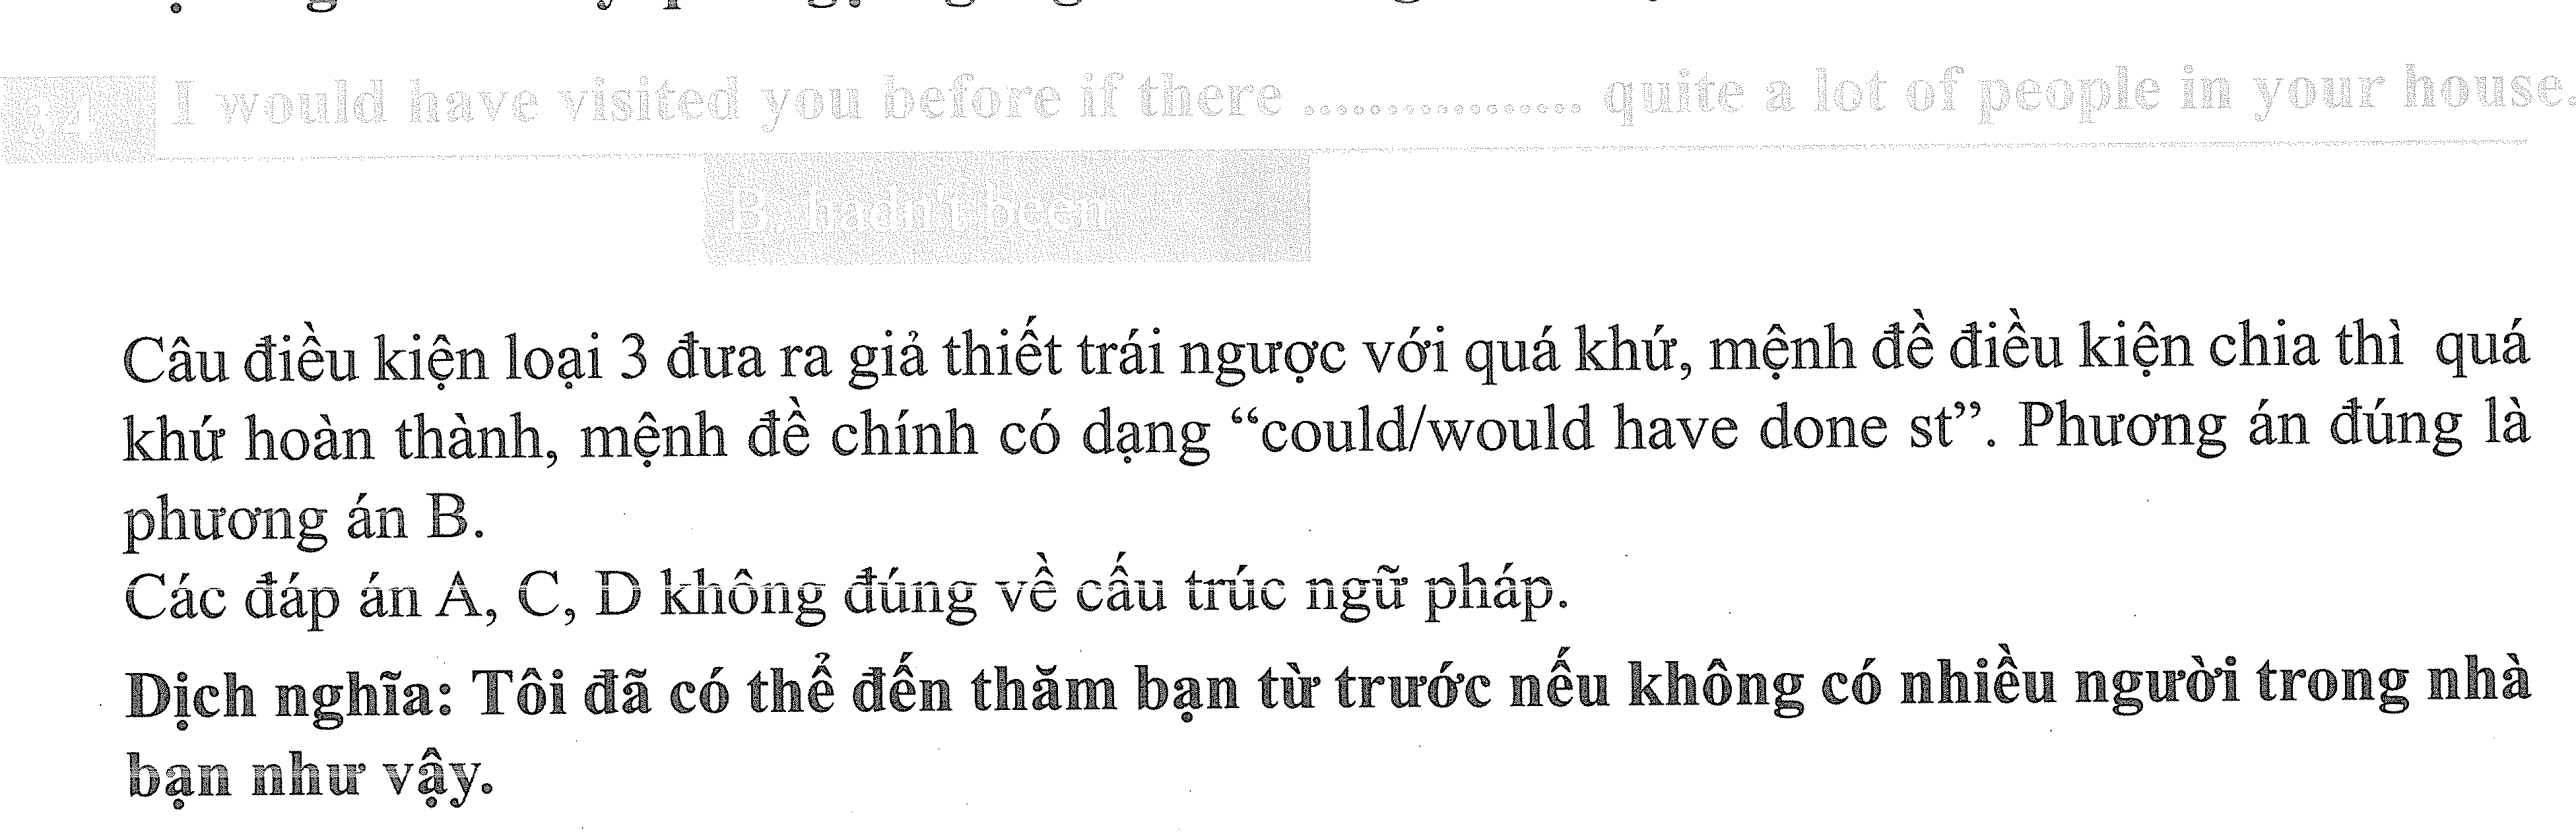 34 I would have visited you before if there ................. quite a lot of people in your house.
B. hadn't been
Câu điều kiện loại 3 đưa ra giả thiết trái ngược với quá khứ, mệnh đề điều kiện chia thì quá
khứ hoàn thành, mệnh đề chính có dạng “could/would have done st”. Phương án đúng là
phương án B.
Các đáp án A, C, D không đúng về cấu trúc ngữ pháp.
Dịch nghĩa: Tôi đã có thể đến thăm bạn từ trước nếu không có nhiều người trong nhà
bạn như vậy.